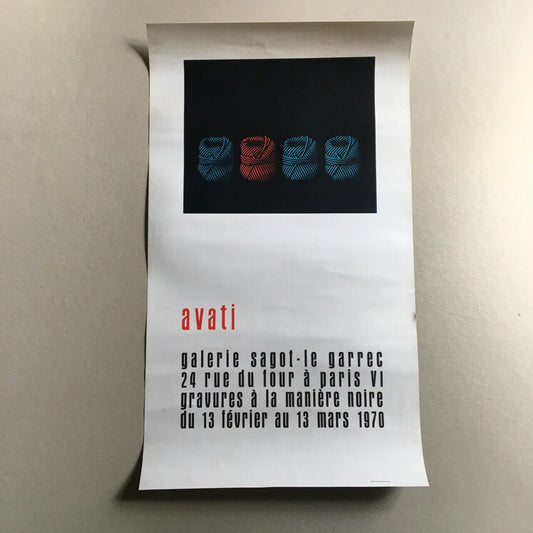 avati
galerie sagot-le garrec
24 rue du four à paris VI
gravures à la manière noire
du 13 février au 13 mars 1970